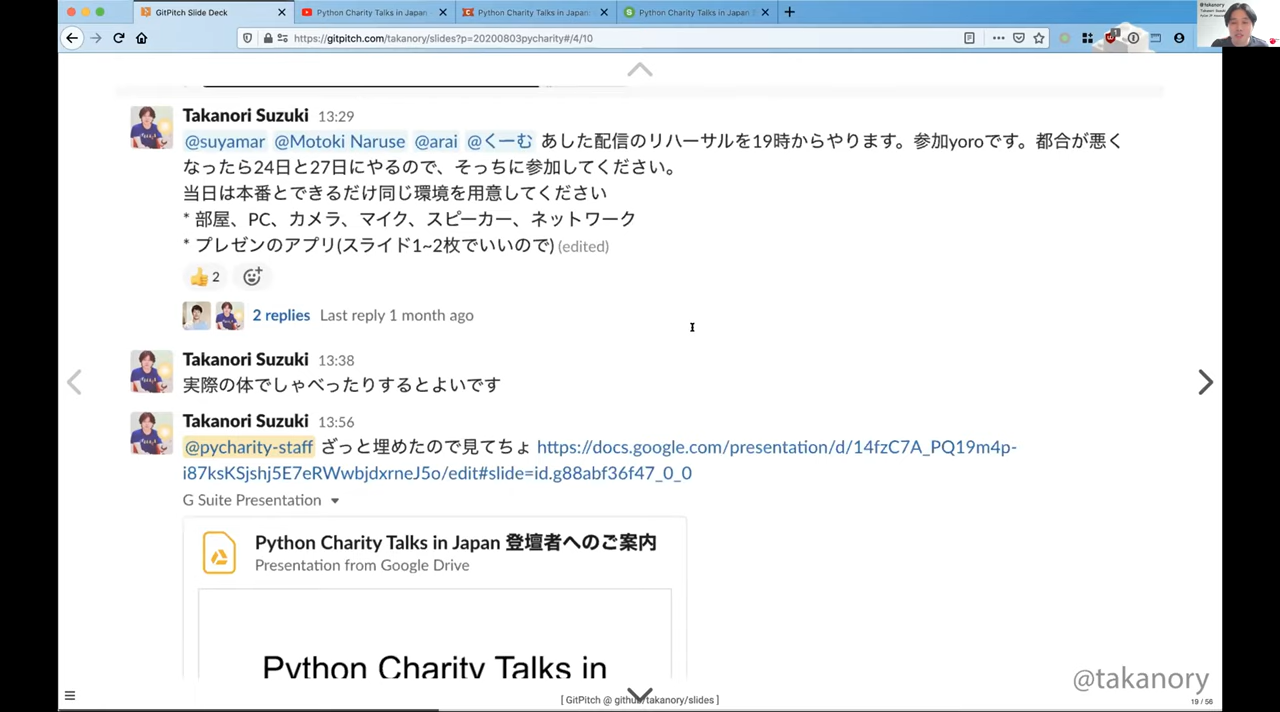 GitPitch Slide Deck
Python Charity Talks in Japan
Python Charity Talks in Japan:
Python Charity Talks in Japan
https://gitpitch.com/takanory/slides?p=20200803pycharity#/4/10
Takanori Suzuki 13:29
@suyamar @Motoki Naruse @arai @くーむ あした配信のリハーサルを19時からやります。参加yoroです。都合が悪く
なったら24日と27日にやるので、そっちに参加してください。
当日は本番とできるだけ同じ環境を用意してください
* 部屋、PC、カメラ、マイク、スピーカー、ネットワーク
* プレゼンのアプリ(スライド1~2枚でいいので) (edited)
👍 2
2 replies Last reply 1 month ago
Takanori Suzuki 13:38
実際の体でしゃべったりするとよいです
Takanori Suzuki 13:56
@pycharity-staff ざっと埋めたので見てちょ https://docs.google.com/presentation/d/14fzC7A_PQ19m4p-
i87ksKSjshj5E7eRWwbjdxrneJ5o/edit#slide=id.g88abf36f47_0_0
G Suite Presentation
Python Charity Talks in Japan 登壇者へのご案内
Presentation from Google Drive
Python Charity Talks in
@takanory
[ GitPitch @ github/takanory/slides ]
19 / 56